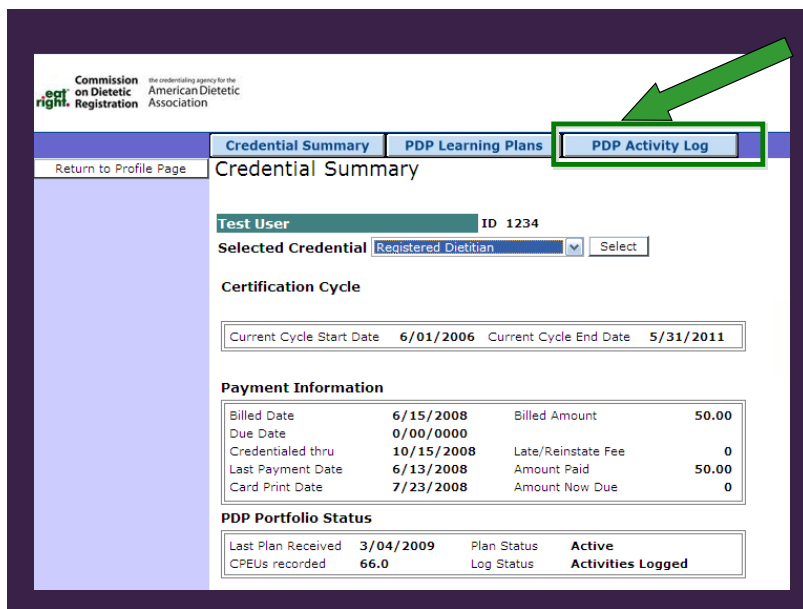 Commission the credentialing agency for the
eat on Dietetic American Dietetic
right. Registration Association
Credential Summary PDP Learning Plans PDP Activity Log
Return to Profile Page Credential Summary
Test User ID 1234
Selected Credential Registered Dietitian Select
Certification Cycle
Current Cycle Start Date 6/01/2006 Current Cycle End Date 5/31/2011
Payment Information
Billed Date 6/15/2008 Billed Amount 50.00
Due Date 0/00/0000
Credentialed thru 10/15/2008 Late/Reinstate Fee 0
Last Payment Date 6/13/2008 Amount Paid 50.00
Card Print Date 7/23/2008 Amount Now Due 0
PDP Portfolio Status
Last Plan Received 3/04/2009 Plan Status Active
CPEUs recorded 66.0 Log Status Activities Logged